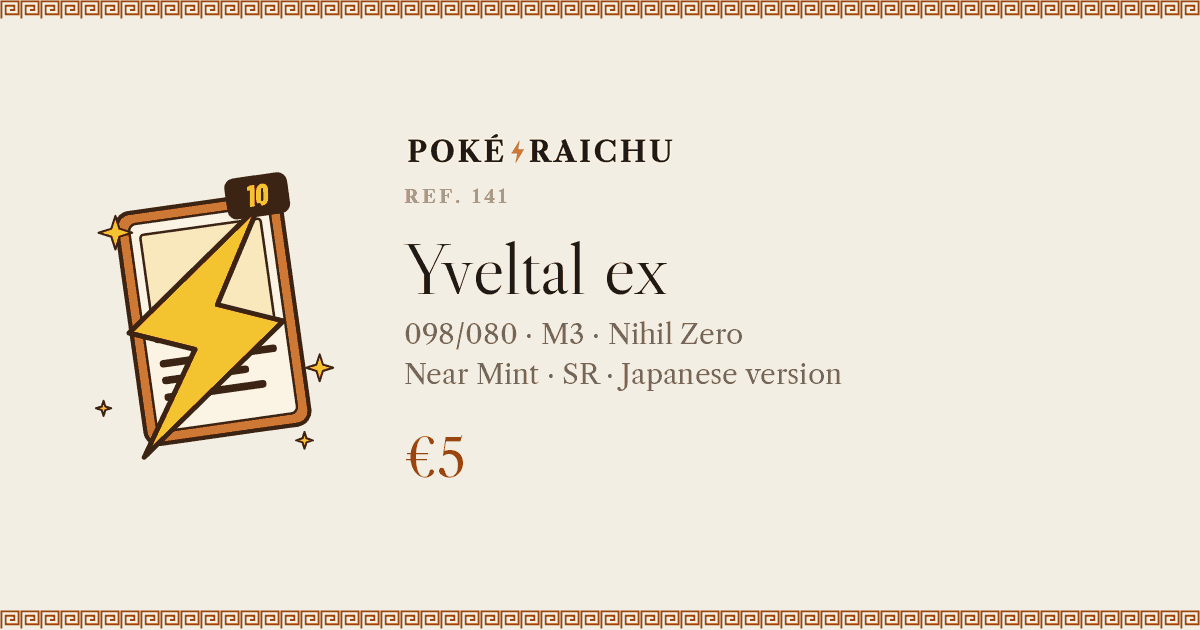 10
POKÉ RAICHU
REF. 141
Yveltal ex
098/080 · M3 · Nihil Zero
Near Mint · SR · Japanese version
€5